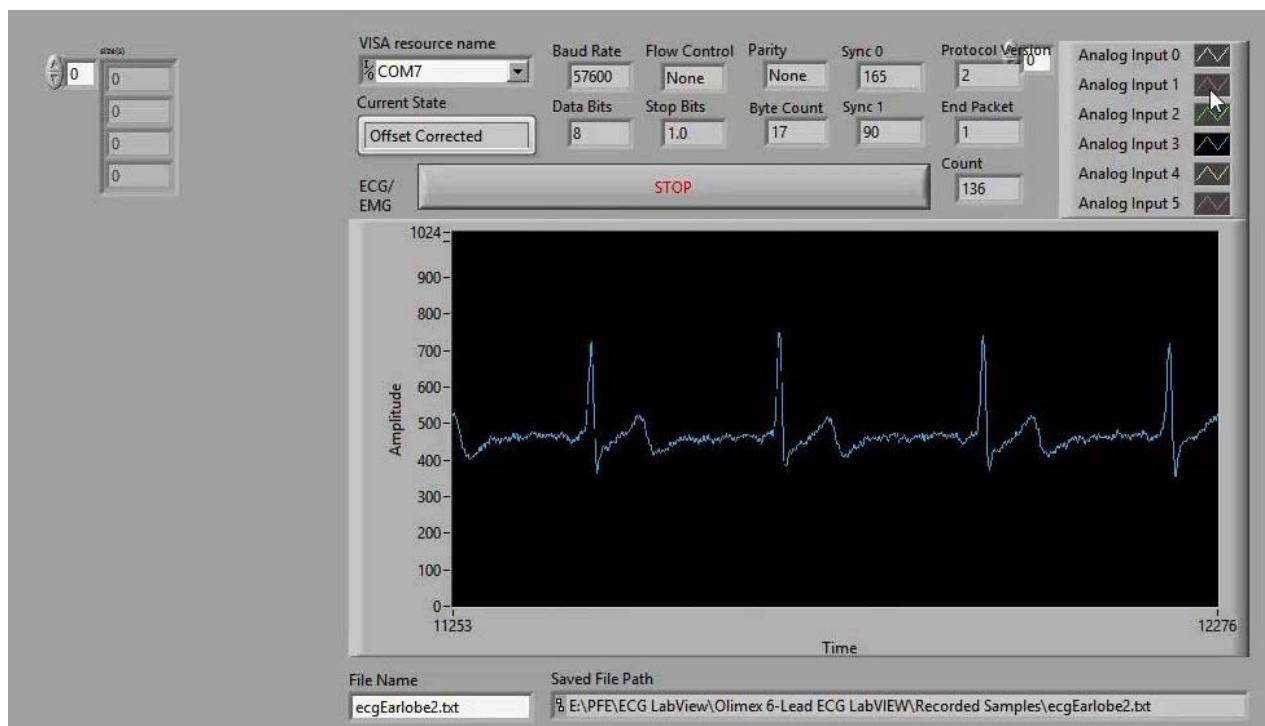 size(s)
0
0
0
0
0
VISA resource name
COM7
Baud Rate
57600
Flow Control
None
Parity
None
Sync 0
165
Protocol Version
2
0
Current State
Offset Corrected
Data Bits
8
Stop Bits
1.0
Byte Count
17
Sync 1
90
End Packet
1
ECG/
EMG
STOP
Count
136
Analog Input 0
Analog Input 1
Analog Input 2
Analog Input 3
Analog Input 4
Analog Input 5
1024
900
800
700
600
500
400
300
200
100
0
Amplitude
11253
12276
Time
File Name
ecgEarlobe2.txt
Saved File Path
E:\PFE\ECG LabView\Olimex 6-Lead ECG LabVIEW\Recorded Samples\ecgEarlobe2.txt